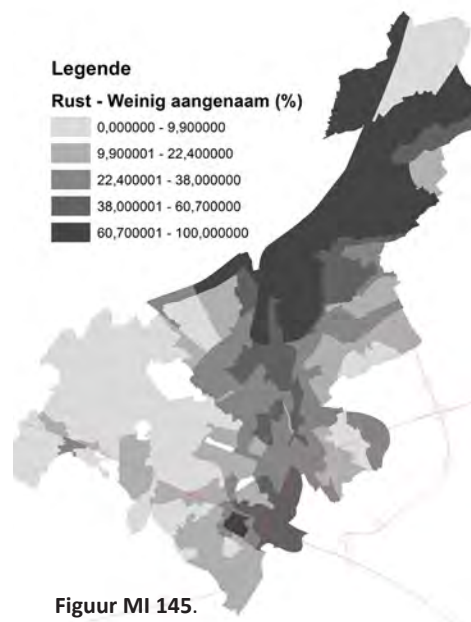 Legende
Rust - Weinig aangenaam (%)
0,000000 - 9,900000
9,900001 - 22,400000
22,400001 - 38,000000
38,000001 - 60,700000
60,700001 - 100,000000
Figuur MI 145.